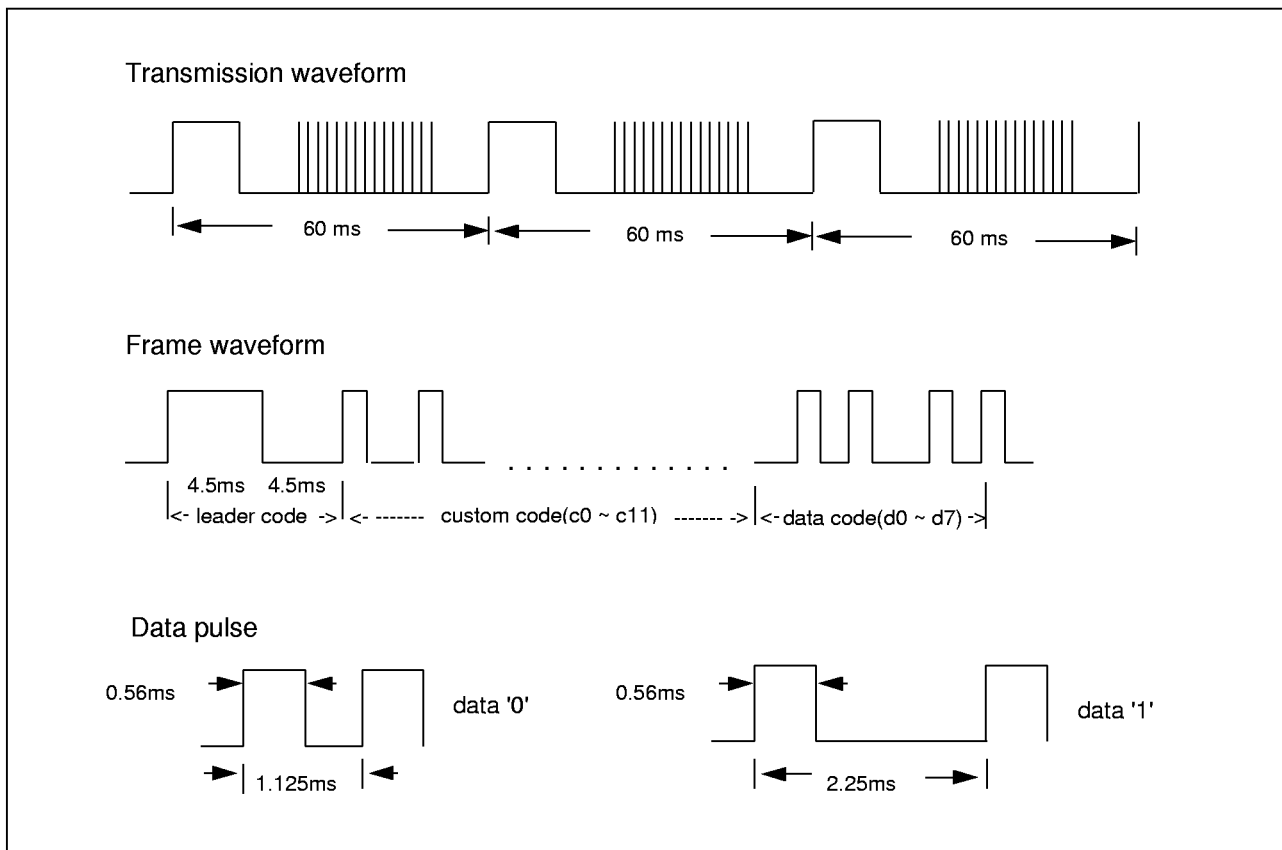 Transmission waveform
60 ms
60 ms
60 ms
Frame waveform
. . . . . . . . . . . . .
4.5ms 4.5ms
<- leader code -> <- ------- custom code(c0 ~ c11) ------- -> <- data code(d0 ~ d7) ->
Data pulse
0.56ms data '0' 0.56ms data '1'
1.125ms 2.25ms